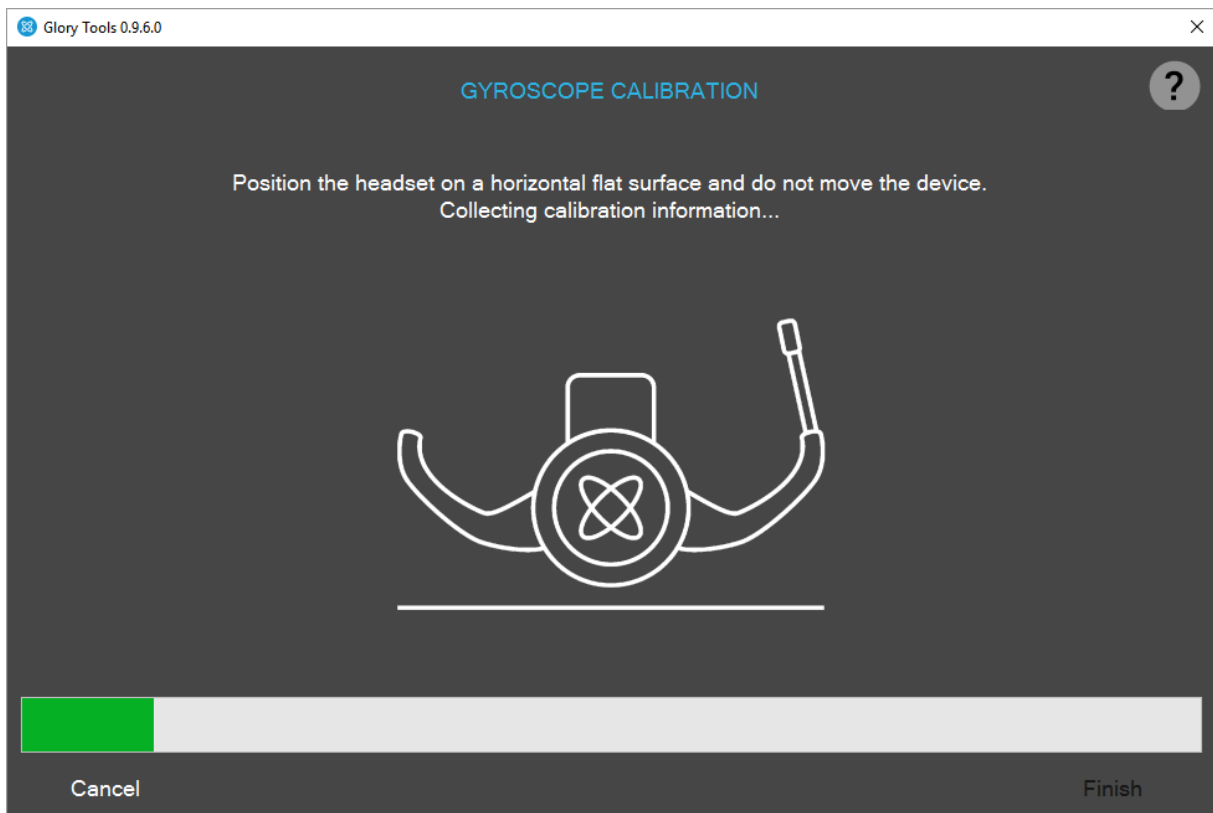 Glory Tools 0.9.6.0
GYROSCOPE CALIBRATION
?
Position the headset on a horizontal flat surface and do not move the device.
Collecting calibration information...
Cancel
Finish